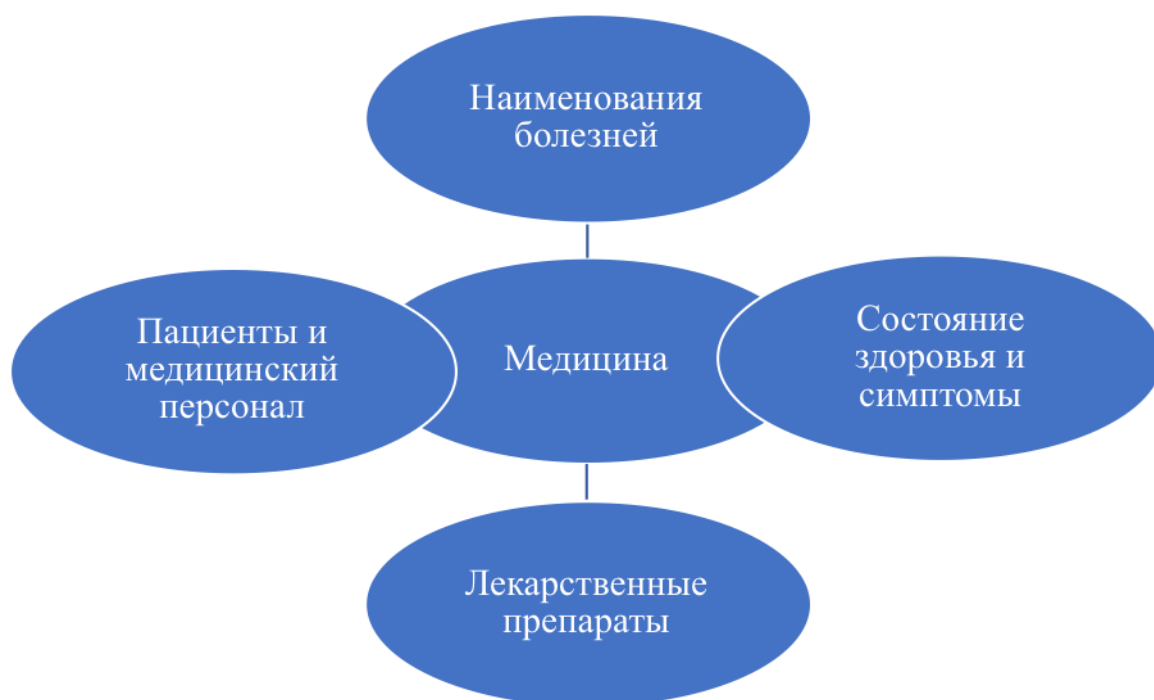 Наименования
болезней
Пациенты и
медицинский
персонал
Медицина
Состояние
здоровья и
симптомы
Лекарственные
препараты